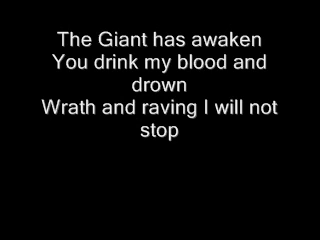 The Giant has awaken
You drink my blood and
drown
Wrath and raving I will not
stop